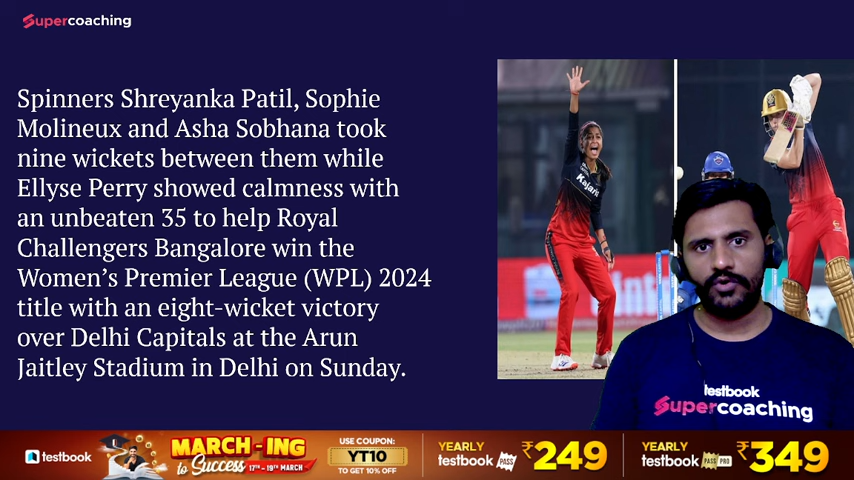 Supercoaching
Spinners Shreyanka Patil, Sophie
Molineux and Asha Sobhana took
nine wickets between them while
Ellyse Perry showed calmness with
an unbeaten 35 to help Royal
Challengers Bangalore win the
Women's Premier League (WPL) 2024
title with an eight-wicket victory
over Delhi Capitals at the Arun
Jaitley Stadium in Delhi on Sunday.
Kajaria
testbook
Supercoaching
testbook
MARCH-ING
to Success
17TH - 19TH MARCH
USE COUPON:
YT10
TO GET 10% OFF
YEARLY
testbook PASS
₹249
YEARLY
testbook PASS PRO
₹349